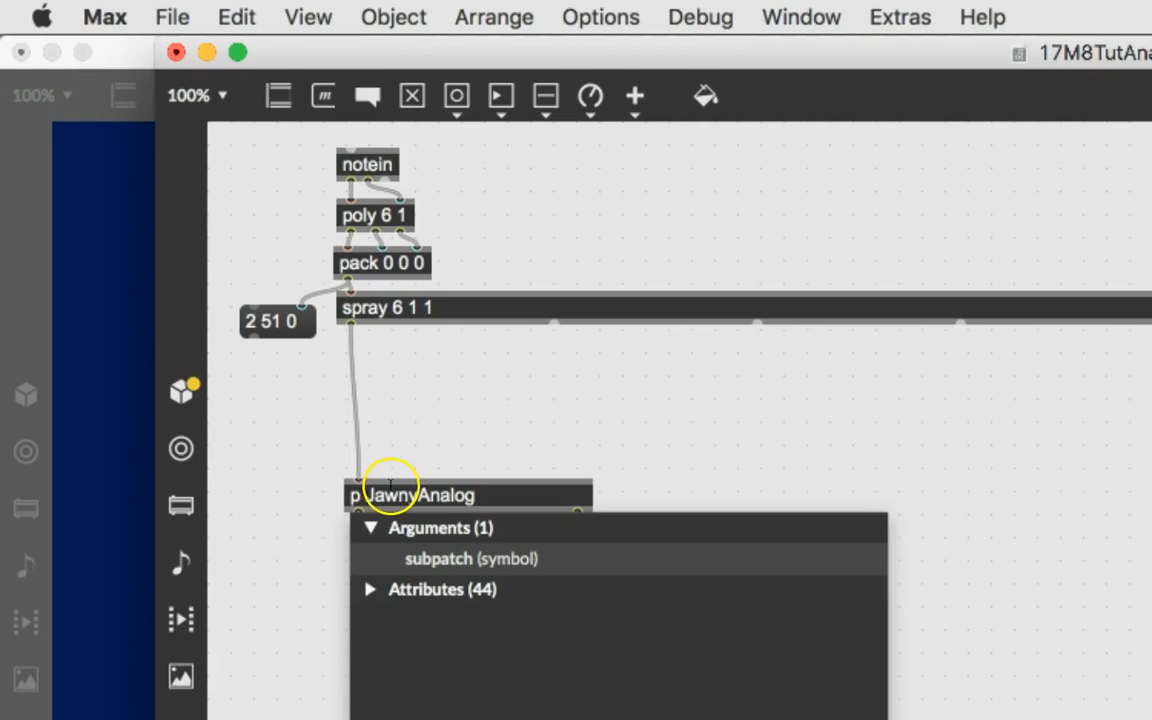 Max File Edit View Object Arrange Options Debug Window Extras Help
17M8TutAna
100%
100%
m
notein
poly 6 1
pack 0 0 0
spray 6 1 1
2 51 0
p JawnyAnalog
Arguments (1)
subpatch (symbol)
Attributes (44)